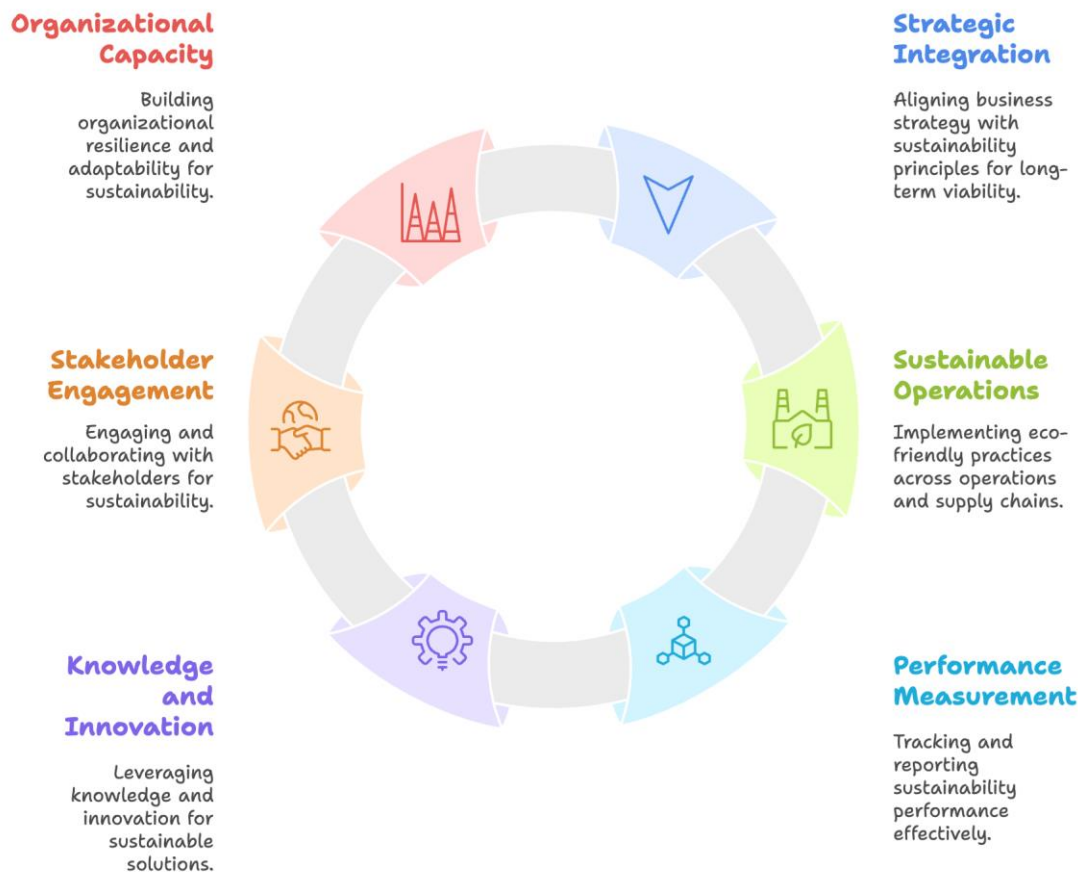 Organizational
Capacity
Building
organizational
resilience and
adaptability for
sustainability.
Strategic
Integration
Aligning business
strategy with
sustainability
principles for long-
term viability.
Stakeholder
Engagement
Engaging and
collaborating with
stakeholders for
sustainability.
Sustainable
Operations
Implementing eco-
friendly practices
across operations
and supply chains.
Knowledge
and
Innovation
Leveraging
knowledge and
innovation for
sustainable
solutions.
Performance
Measurement
Tracking and
reporting
sustainability
performance
effectively.